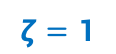 ζ = 1